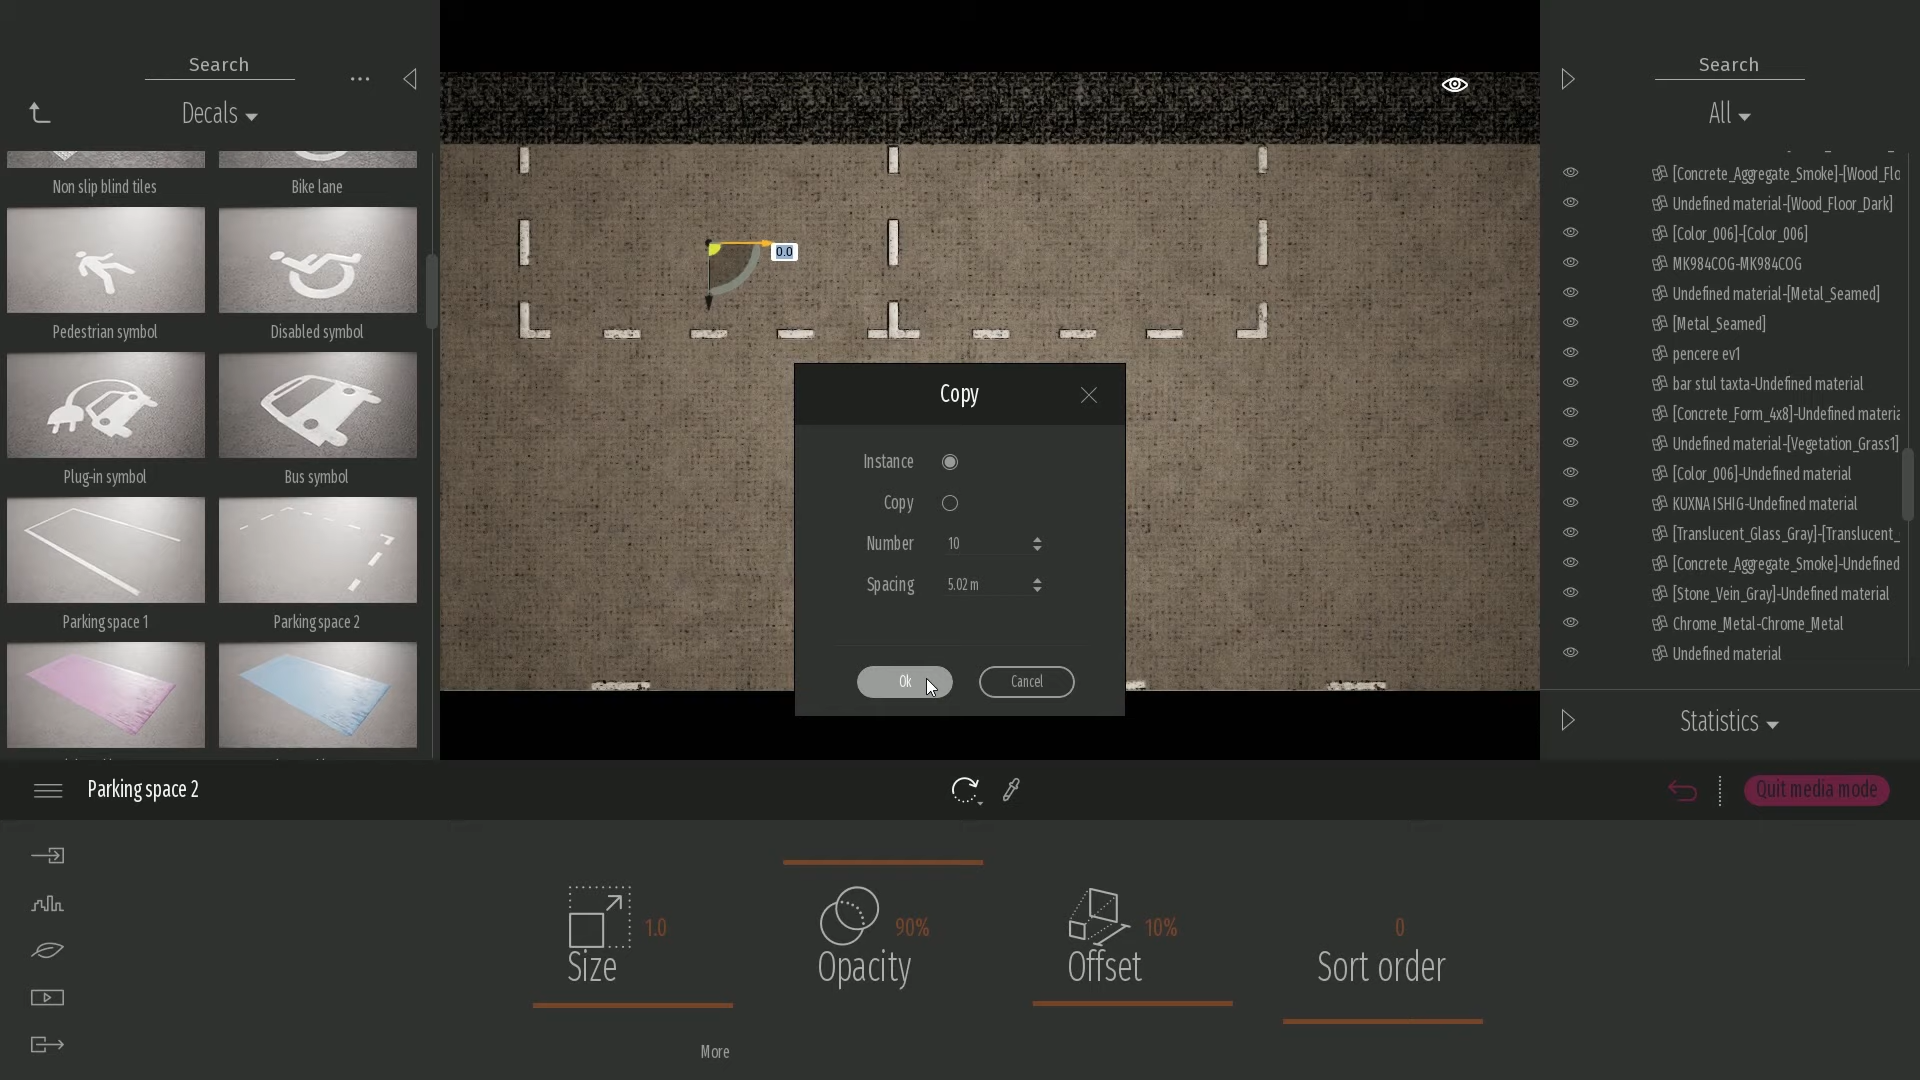 Search
Decals
Non slip blind tiles
Bike lane
Pedestrian symbol
Disabled symbol
Plug-in symbol
Bus symbol
Parking space 1
Parking space 2
0.0
Copy
Instance
Copy
Number 10
Spacing 5.02 m
Ok
Cancel
Search
All
[Concrete_Aggregate_Smoke]-[Wood_Flo
Undefined material-[Wood_Floor_Dark]
[Color_006]-[Color_006]
MK984COG-MK984COG
Undefined material-[Metal_Seamed]
[Metal_Seamed]
pencere ev1
bar stul taxta-Undefined material
[Concrete_Form_4x8]-Undefined materia
Undefined material-[Vegetation_Grass1]
[Color_006]-Undefined material
KUXNA ISHIG-Undefined material
[Translucent_Glass_Gray]-[Translucent_
[Concrete_Aggregate_Smoke]-Undefined
[Stone_Vein_Gray]-Undefined material
Chrome_Metal-Chrome_Metal
Undefined material
Statistics
Parking space 2
Quit media mode
1.0
Size
90%
Opacity
10%
Offset
0
Sort order
More